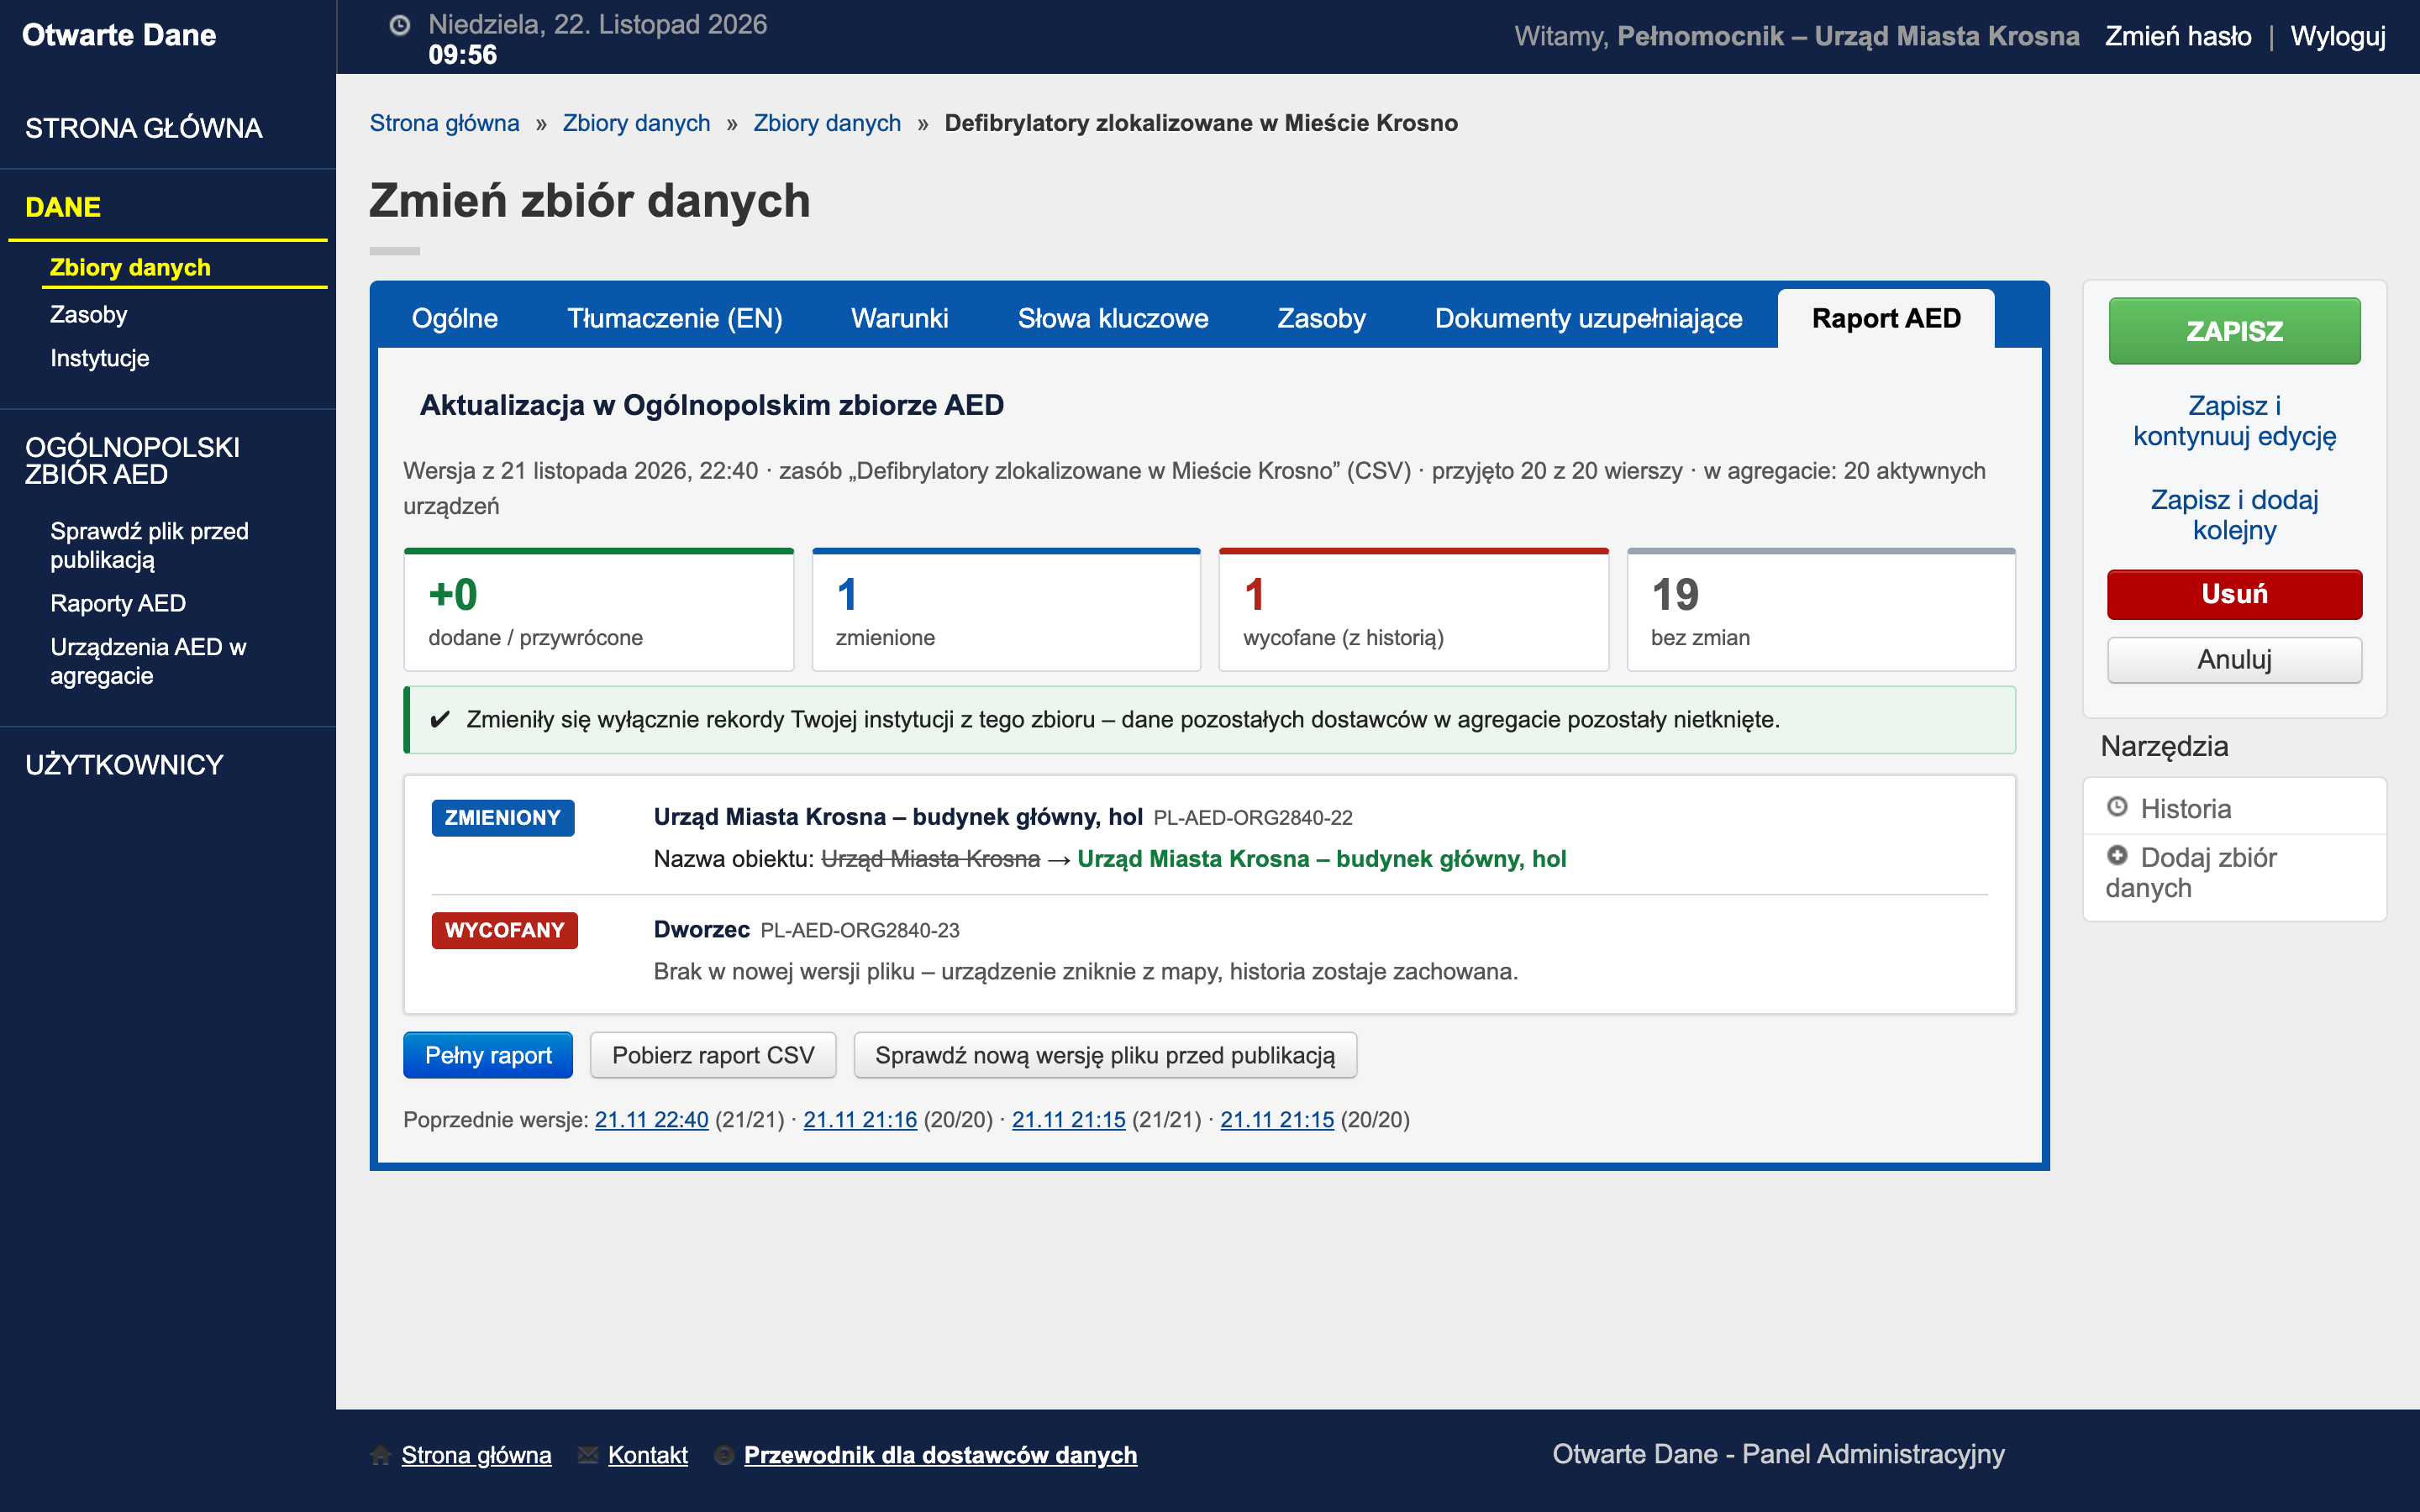 Otwarte Dane
Niedziela, 22. Listopad 2026
09:56
Witamy, Pełnomocnik – Urząd Miasta Krosna Zmień hasło | Wyloguj
STRONA GŁÓWNA
DANE
Zbiory danych
Zasoby
Instytucje
OGÓLNOPOLSKI
ZBIÓR AED
Sprawdź plik przed
publikacją
Raporty AED
Urządzenia AED w
agregacie
UŻYTKOWNICY
Strona główna » Zbiory danych » Zbiory danych » Defibrylatory zlokalizowane w Mieście Krosno
Zmień zbiór danych
Ogólne Tłumaczenie (EN) Warunki Słowa kluczowe Zasoby Dokumenty uzupełniające Raport AED
Aktualizacja w Ogólnopolskim zbiorze AED
Wersja z 21 listopada 2026, 22:40 · zasób „Defibrylatory zlokalizowane w Mieście Krosno” (CSV) · przyjęto 20 z 20 wierszy · w agregacie: 20 aktywnych
urządzeń
+0
dodane / przywrócone
1
zmienione
1
wycofane (z historią)
19
bez zmian
✔ Zmieniły się wyłącznie rekordy Twojej instytucji z tego zbioru – dane pozostałych dostawców w agregacie pozostały nietknięte.
ZMIENIONY
Urząd Miasta Krosna – budynek główny, hol PL-AED-ORG2840-22
Nazwa obiektu: Urząd Miasta Krosna → Urząd Miasta Krosna – budynek główny, hol
WYCOFANY
Dworzec PL-AED-ORG2840-23
Brak w nowej wersji pliku – urządzenie zniknie z mapy, historia zostaje zachowana.
Pełny raport Pobierz raport CSV Sprawdź nową wersję pliku przed publikacją
Poprzednie wersje: 21.11 22:40 (21/21) · 21.11 21:16 (20/20) · 21.11 21:15 (21/21) · 21.11 21:15 (20/20)
ZAPISZ
Zapisz i
kontynuuj edycję
Zapisz i dodaj
kolejny
Usuń
Anuluj
Narzędzia
Historia
Dodaj zbiór
danych
Strona główna Kontakt Przewodnik dla dostawców danych
Otwarte Dane - Panel Administracyjny